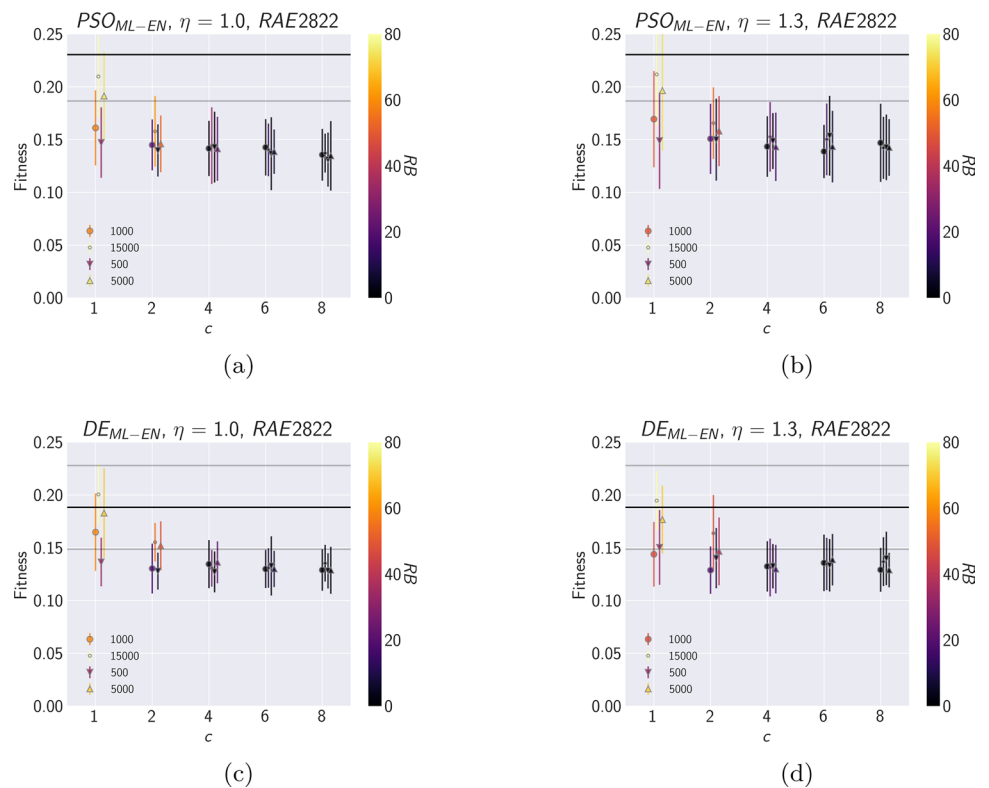 PSO_ML−EN, η = 1.0, RAE2822
0.25
0.20
0.15
0.10
0.05
0.00
Fitness
1000
15000
500
5000
1 2 4 6 8
c
80
60
40
20
0
RB
(a)
PSO_ML−EN, η = 1.3, RAE2822
0.25
0.20
0.15
0.10
0.05
0.00
Fitness
1000
15000
500
5000
1 2 4 6 8
c
80
60
40
20
0
RB
(b)
DE_ML−EN, η = 1.0, RAE2822
0.25
0.20
0.15
0.10
0.05
0.00
Fitness
1000
15000
500
5000
1 2 4 6 8
c
80
60
40
20
0
RB
(c)
DE_ML−EN, η = 1.3, RAE2822
0.25
0.20
0.15
0.10
0.05
0.00
Fitness
1000
15000
500
5000
1 2 4 6 8
c
80
60
40
20
0
RB
(d)